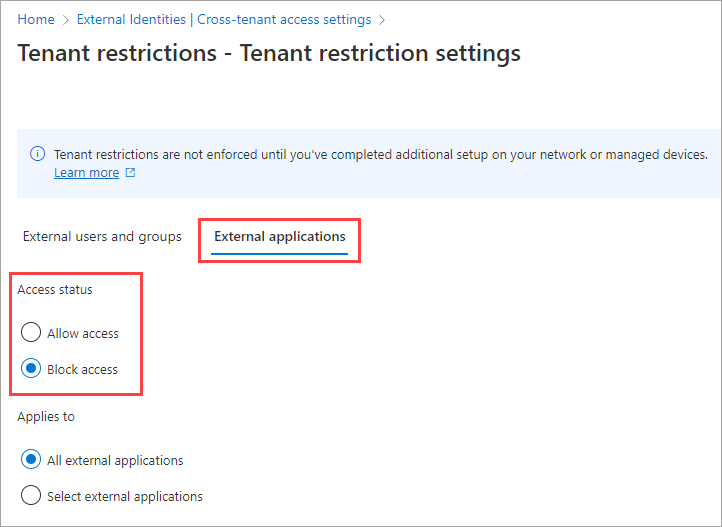 Home > External Identities | Cross-tenant access settings >
Tenant restrictions - Tenant restriction settings
Tenant restrictions are not enforced until you've completed additional setup on your network or managed devices.
Learn more
External users and groups External applications
Access status
Allow access
Block access
Applies to
All external applications
Select external applications